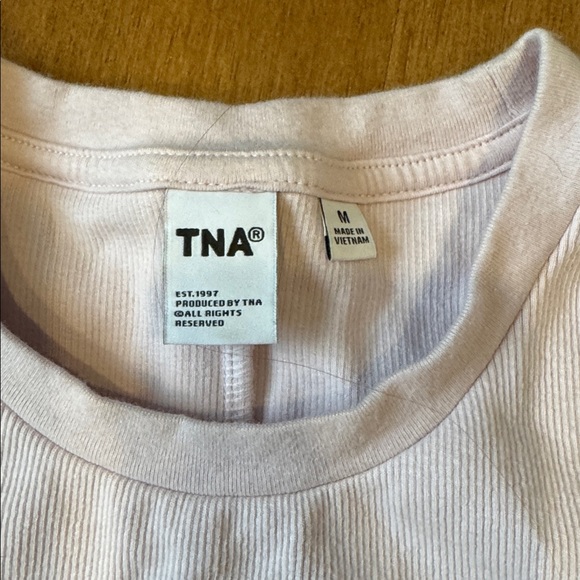 TNA®
EST.1997
PRODUCED BY TNA
©ALL RIGHTS
RESERVED
M
MADE IN
VIETNAM